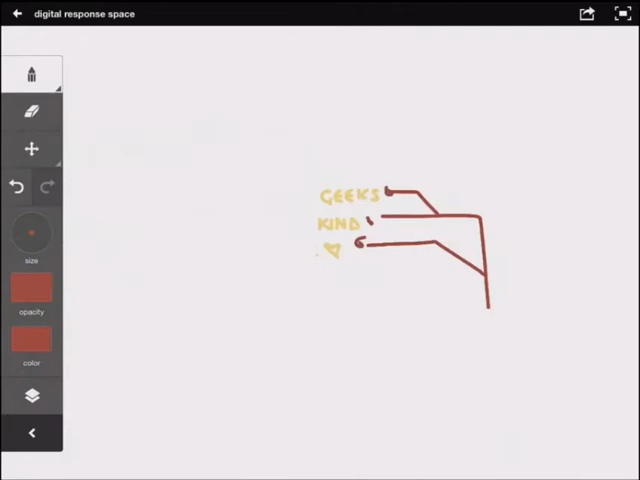 digital response space
GEEKS
KIND
size
opacity
color